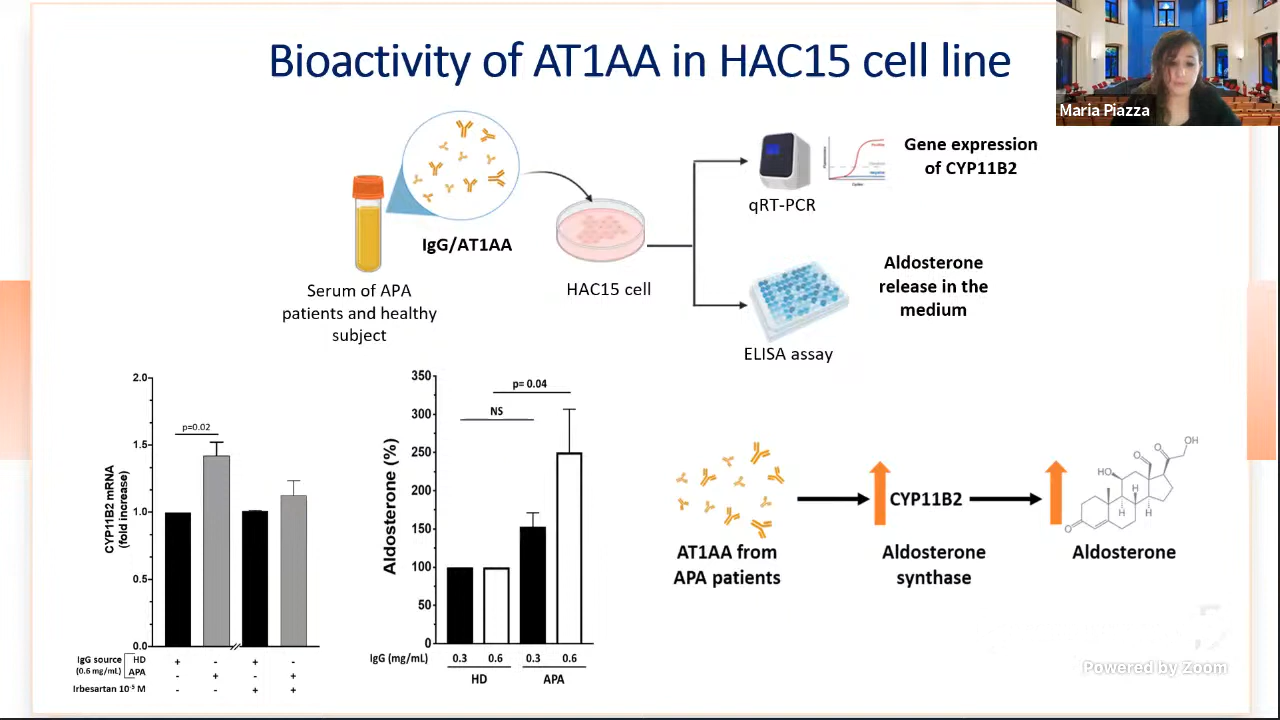 Bioactivity of AT1AA in HAC15 cell line
Maria Piazza
IgG/AT1AA
Serum of APA
patients and healthy
subject
HAC15 cell
qRT-PCR
Gene expression
of CYP11B2
ELISA assay
Aldosterone
release in the
medium
2.0
1.5
1.0
0.5
0.0
CYP11B2 mRNA
(fold increase)
p=0.02
IgG source HD + - + -
(0.6 mg/mL) APA - + - +
Irbesartan 10⁻⁵ M - - + +
350
300
250
200
150
100
50
0
Aldosterone (%)
p= 0.04
NS
IgG (mg/mL) 0.3 0.6 0.3 0.6
HD APA
AT1AA from
APA patients
CYP11B2
Aldosterone
synthase
O
HO
O
O
OH
H
H
H
Aldosterone
Powered by Zoom